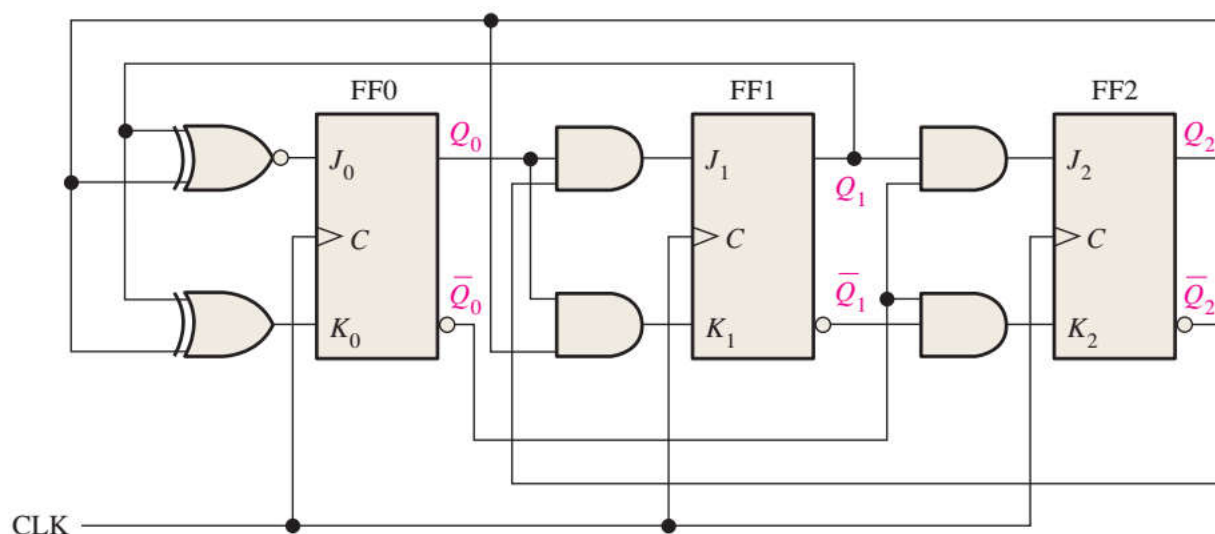 FF0 FF1 FF2
Q₀ Q₂
J₀ J₁ J₂
Q₁
C C C
Q̅₀ Q̅₁ Q̅₂
K₀ K₁ K₂
CLK